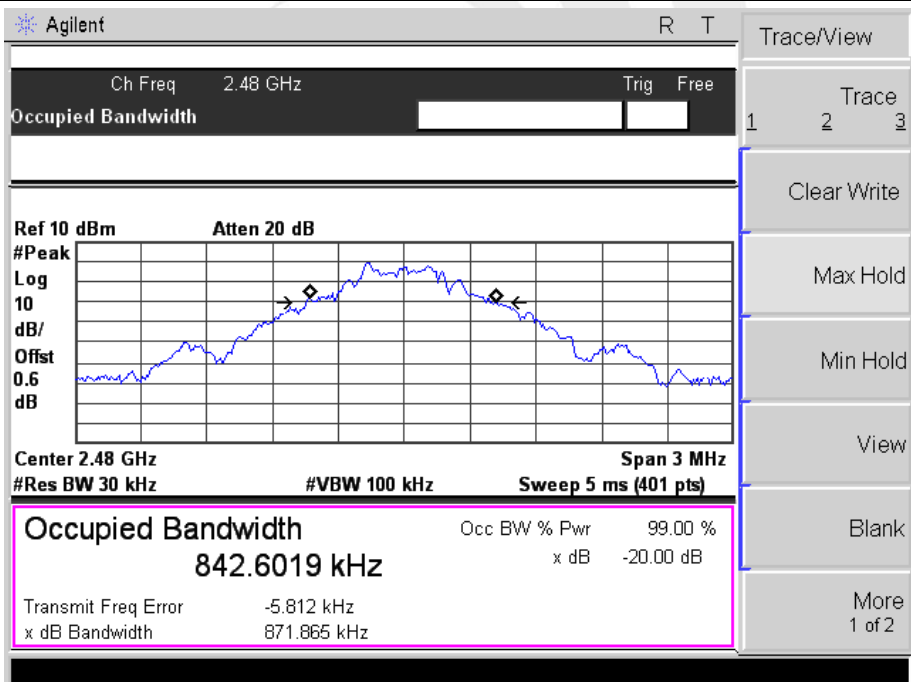 Agilent R T
Trace/View
Ch Freq 2.48 GHz Trig Free
Occupied Bandwidth
Trace
1 2 3
Clear Write
Max Hold
Min Hold
View
Blank
More
1 of 2
Ref 10 dBm Atten 20 dB
#Peak
Log
10
dB/
Offst
0.6
dB
Center 2.48 GHz Span 3 MHz
#Res BW 30 kHz #VBW 100 kHz Sweep 5 ms (401 pts)
Occupied Bandwidth Occ BW % Pwr 99.00 %
842.6019 kHz x dB -20.00 dB
Transmit Freq Error -5.812 kHz
x dB Bandwidth 871.865 kHz